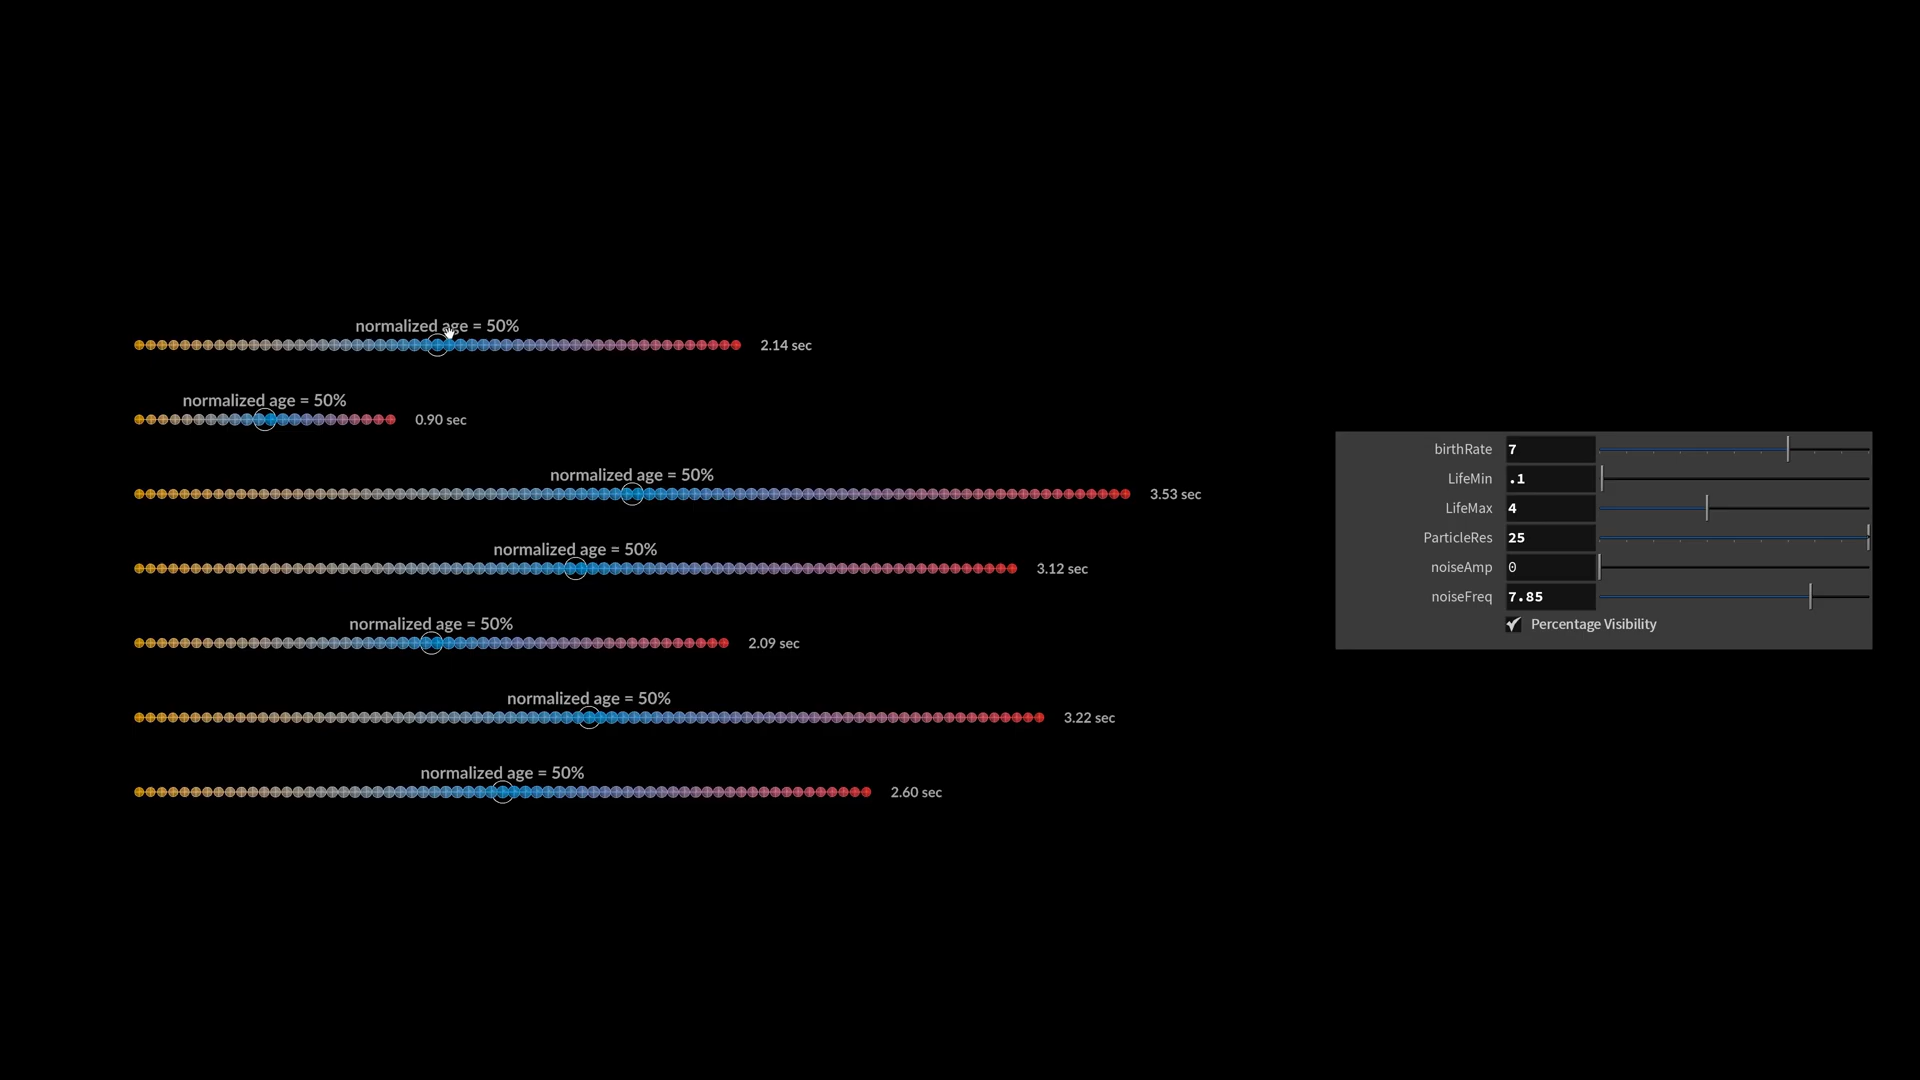 normalized age = 50%
2.14 sec
normalized age = 50%
0.90 sec
normalized age = 50%
3.53 sec
normalized age = 50%
3.12 sec
normalized age = 50%
2.09 sec
normalized age = 50%
3.22 sec
normalized age = 50%
2.60 sec
birthRate 7
LifeMin .1
LifeMax 4
ParticleRes 25
noiseAmp 0
noiseFreq 7.85
Percentage Visibility